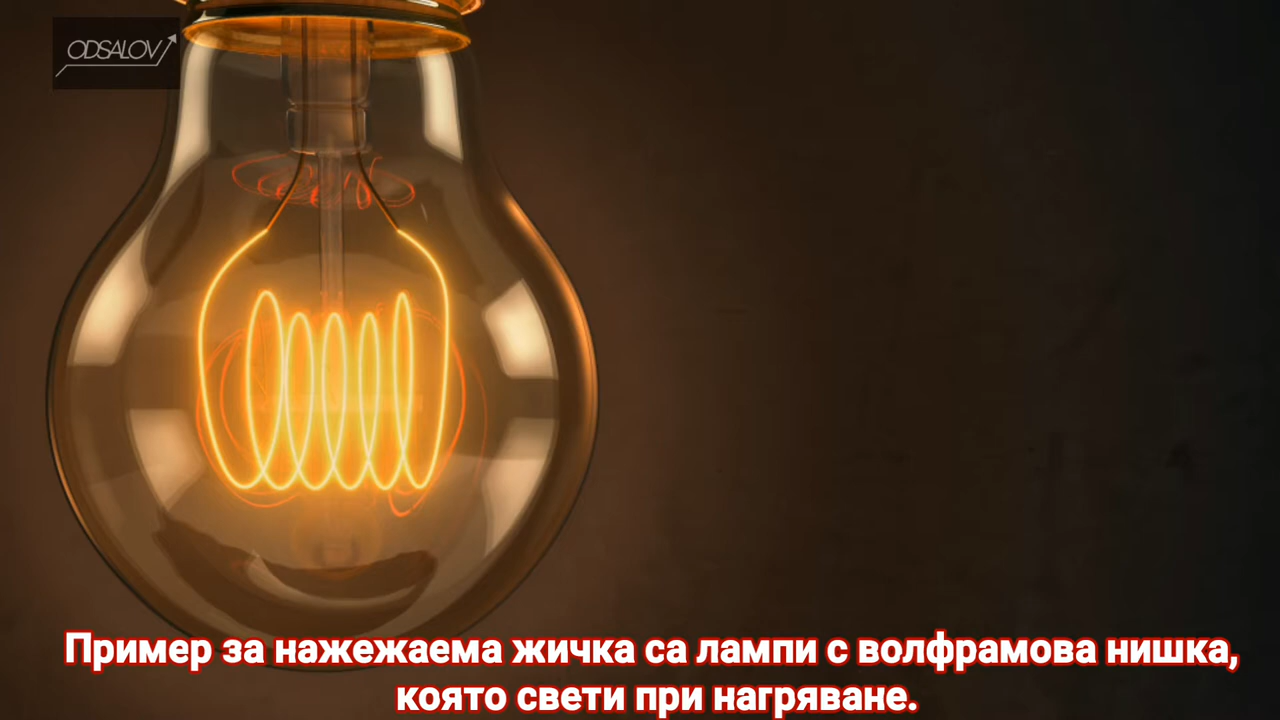 ODSALOV
Пример за нажежаема жичка са лампи с волфрамова нишка,
която свети при нагряване.